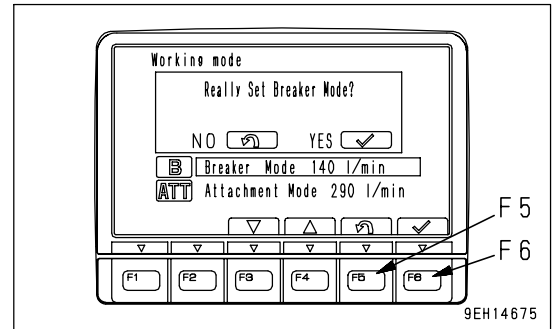 Working mode
Really Set Breaker Mode?
NO YES
B Breaker Mode 140 l/min
ATT Attachment Mode 290 l/min
F5
F6
F1 F2 F3 F4 F5 F6
9EH14675